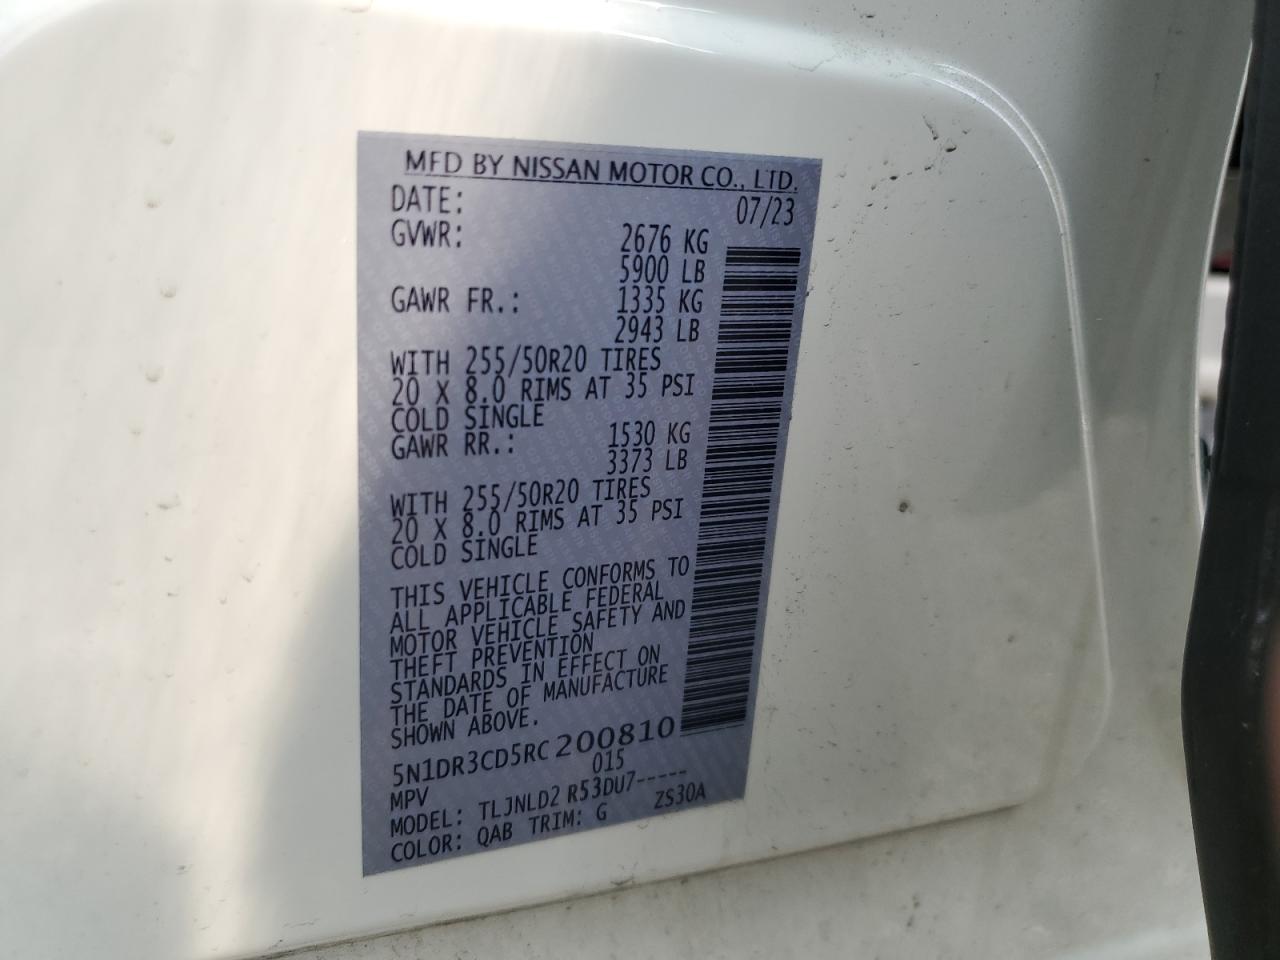 MFD BY NISSAN MOTOR CO., LTD.
DATE: 07/23
GVWR: 2676 KG
5900 LB
GAWR FR.: 1335 KG
2943 LB
WITH 255/50R20 TIRES
20 X 8.0 RIMS AT 35 PSI
COLD SINGLE
GAWR RR.: 1530 KG
3373 LB
WITH 255/50R20 TIRES
20 X 8.0 RIMS AT 35 PSI
COLD SINGLE
THIS VEHICLE CONFORMS TO
ALL APPLICABLE FEDERAL
MOTOR VEHICLE SAFETY AND
THEFT PREVENTION
STANDARDS IN EFFECT ON
THE DATE OF MANUFACTURE
SHOWN ABOVE.
5N1DR3CD5RC200810
MPV 015
MODEL: TLJNLD2 R53DU7-----
COLOR: QAB TRIM: G ZS30A